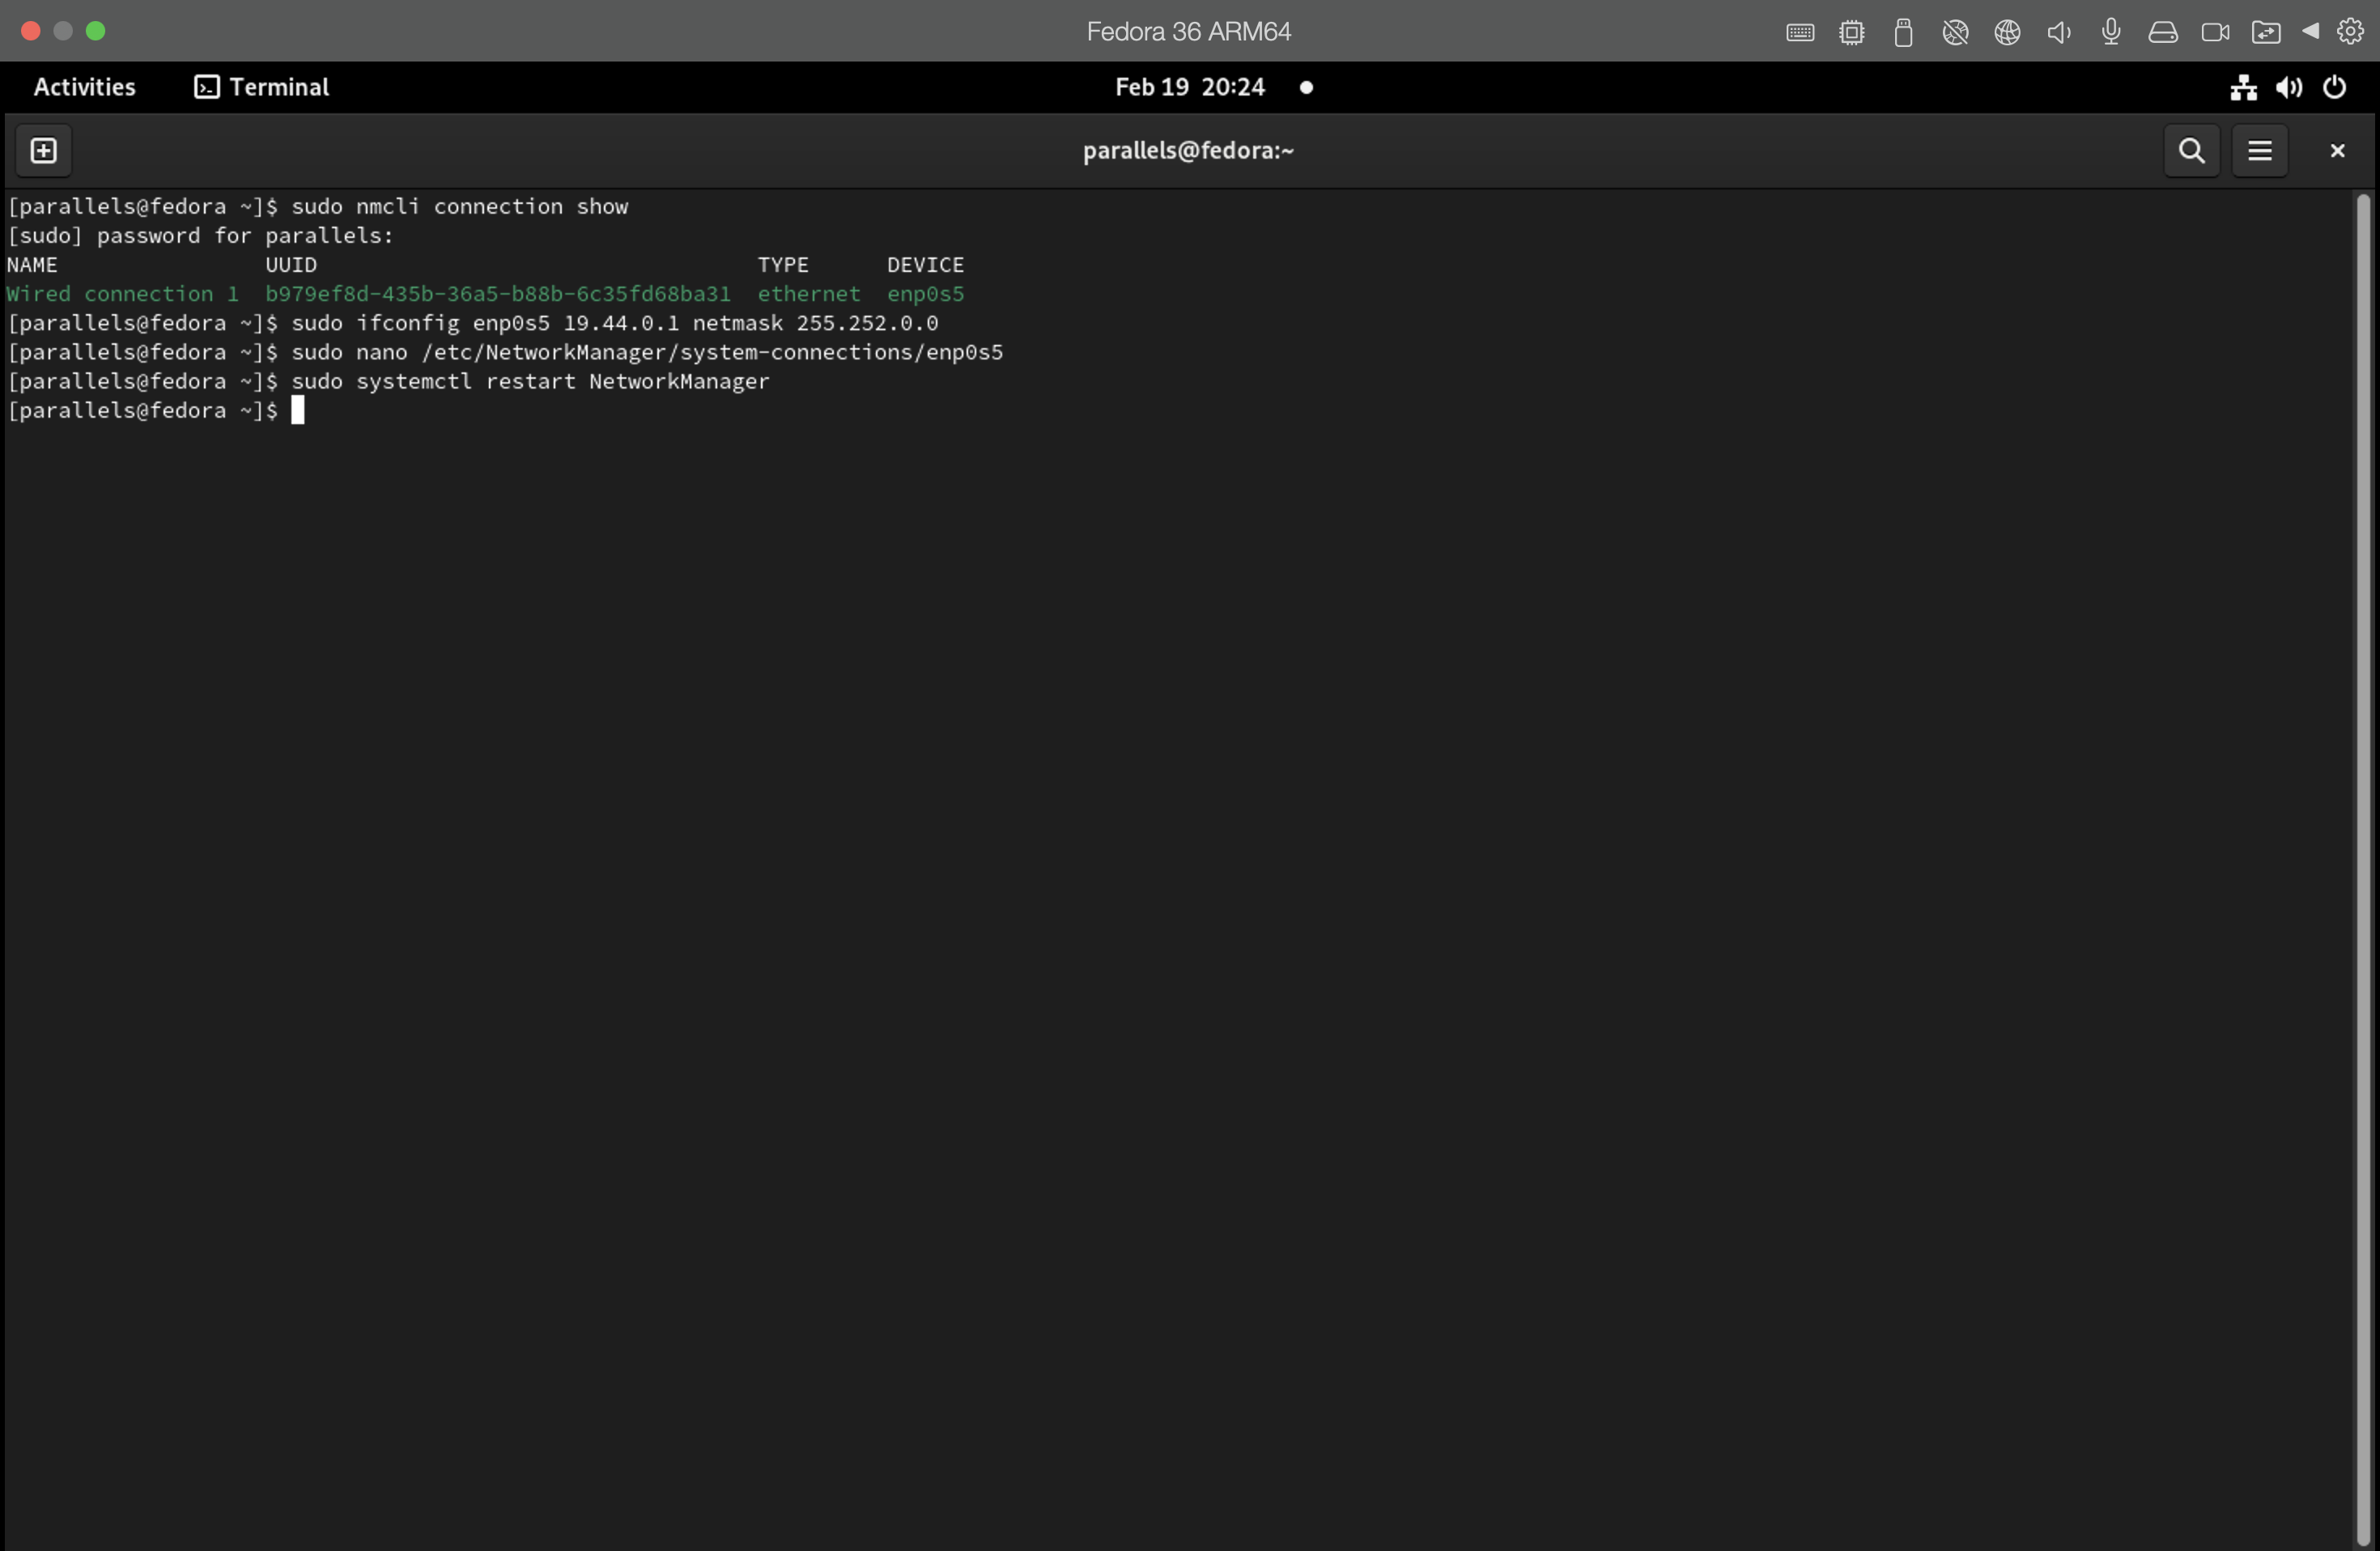 Fedora 36 ARM64
Activities Terminal Feb 19 20:24
parallels@fedora:~
[parallels@fedora ~]$ sudo nmcli connection show
[sudo] password for parallels:
NAME UUID TYPE DEVICE
Wired connection 1 b979ef8d-435b-36a5-b88b-6c35fd68ba31 ethernet enp0s5
[parallels@fedora ~]$ sudo ifconfig enp0s5 19.44.0.1 netmask 255.252.0.0
[parallels@fedora ~]$ sudo nano /etc/NetworkManager/system-connections/enp0s5
[parallels@fedora ~]$ sudo systemctl restart NetworkManager
[parallels@fedora ~]$